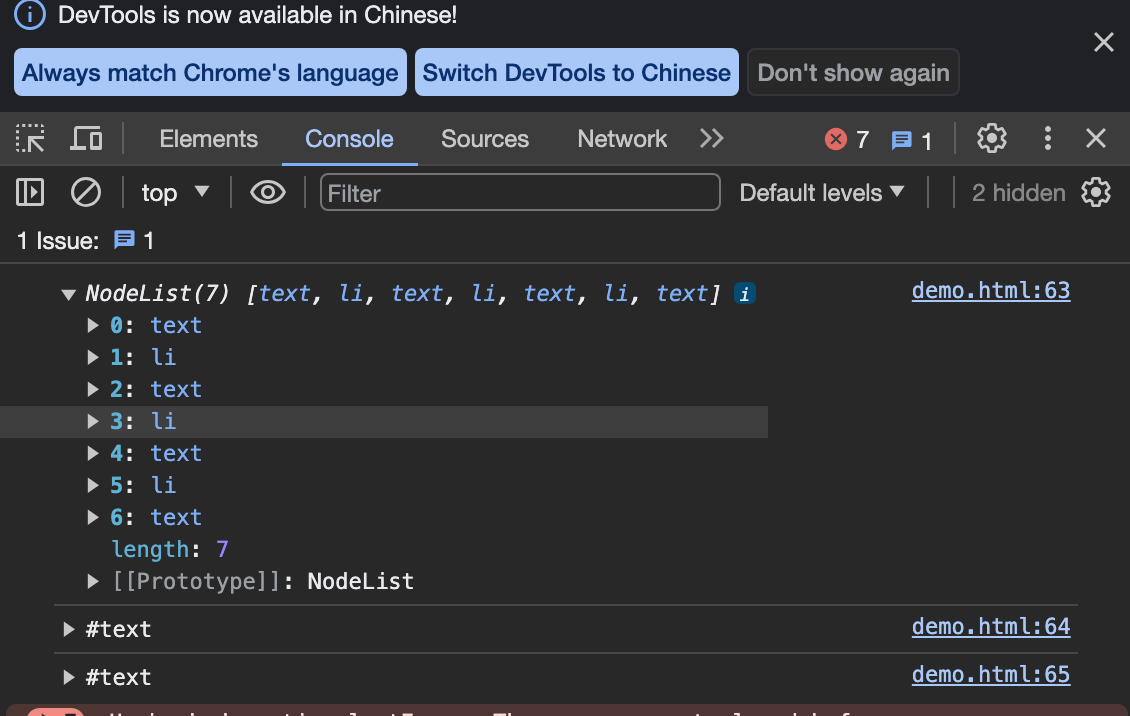 DevTools is now available in Chinese!
Always match Chrome's language Switch DevTools to Chinese Don't show again
Elements Console Sources Network 7 1
top Filter Default levels 2 hidden
1 Issue: 1
NodeList(7) [text, li, text, li, text, li, text] i demo.html:63
0: text
1: li
2: text
3: li
4: text
5: li
6: text
length: 7
[[Prototype]]: NodeList
#text demo.html:64
#text demo.html:65